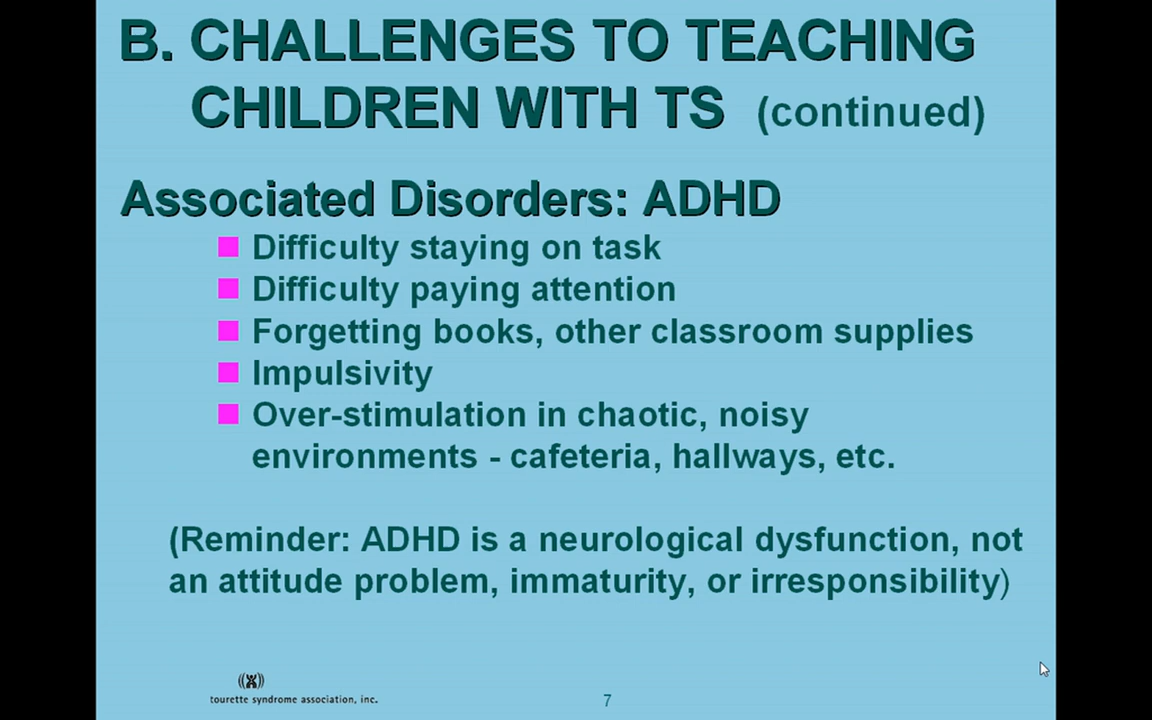 B. CHALLENGES TO TEACHING
CHILDREN WITH TS (continued)
Associated Disorders: ADHD
Difficulty staying on task
Difficulty paying attention
Forgetting books, other classroom supplies
Impulsivity
Over-stimulation in chaotic, noisy
environments - cafeteria, hallways, etc.
(Reminder: ADHD is a neurological dysfunction, not
an attitude problem, immaturity, or irresponsibility)
tourette syndrome association, inc.
7